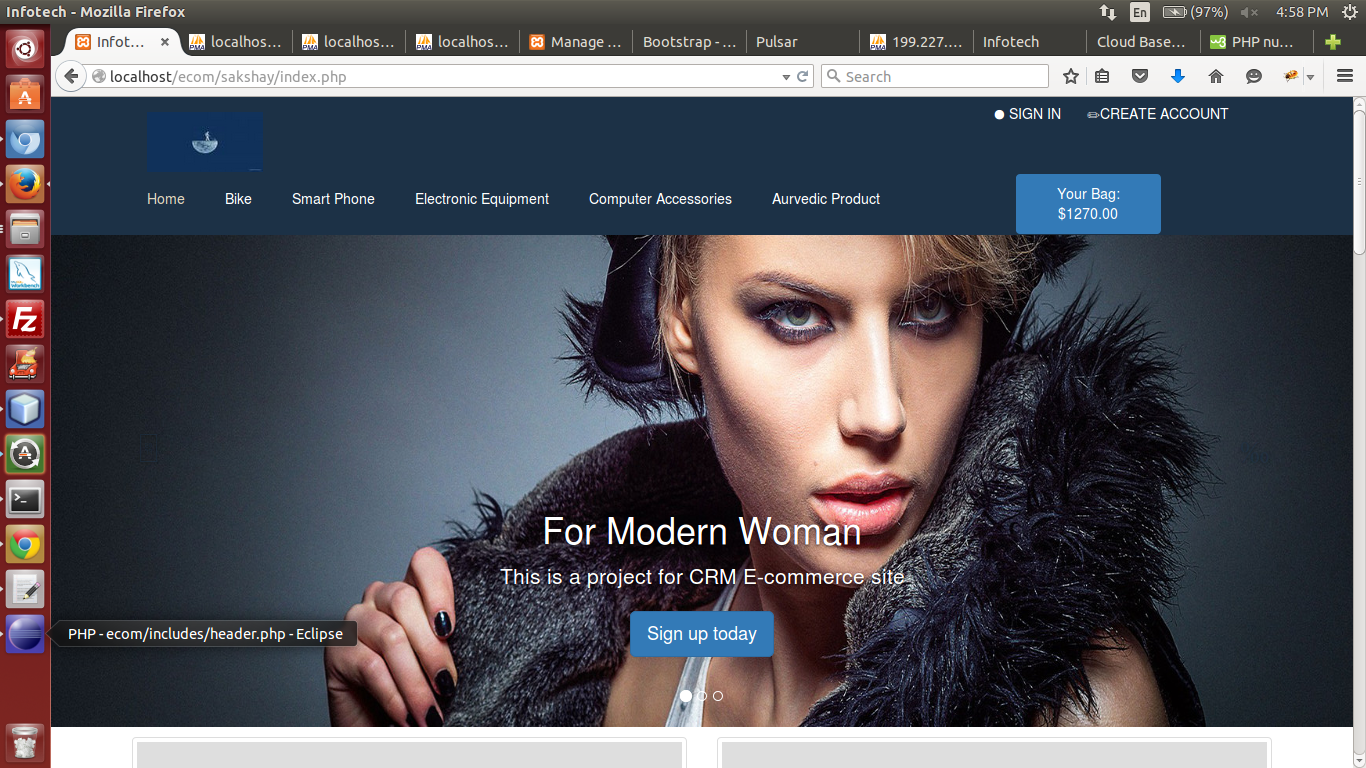 Infotech - Mozilla Firefox
En
(97%)
4:58 PM
Infot...
localhos...
localhos...
localhos...
Manage ...
Bootstrap - ...
Pulsar
199.227....
Infotech
Cloud Base...
PHP nu...
localhost/ecom/sakshay/index.php
Search
SIGN IN
CREATE ACCOUNT
Home
Bike
Smart Phone
Electronic Equipment
Computer Accessories
Aurvedic Product
Your Bag:
$1270.00
For Modern Woman
This is a project for CRM E-commerce site
Sign up today
PHP - ecom/includes/header.php - Eclipse